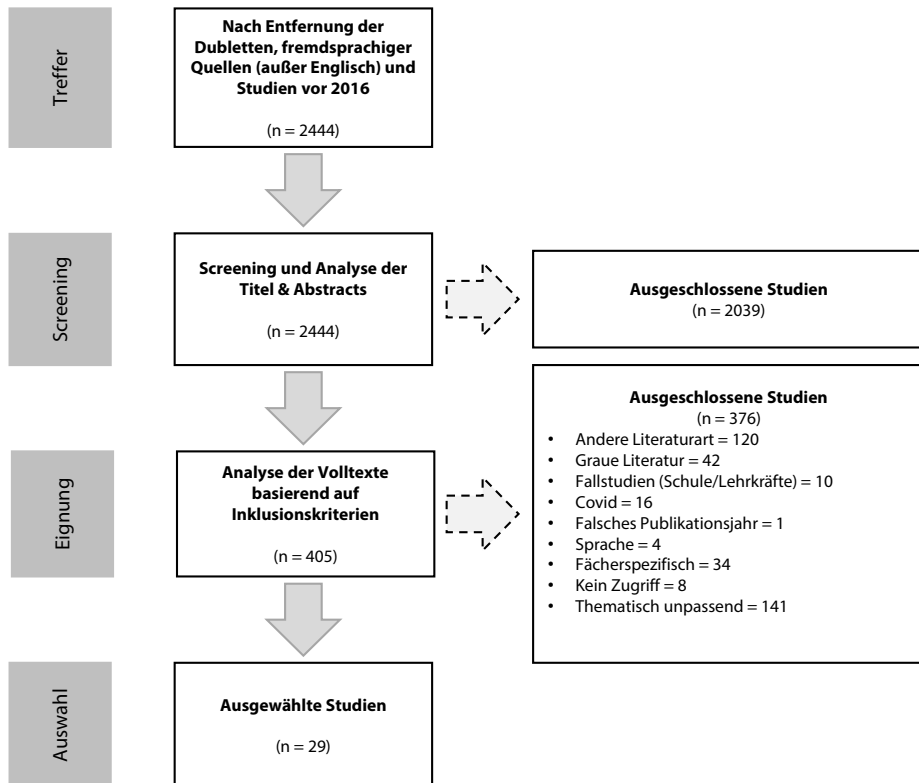 Treffer
Nach Entfernung der
Dubletten, fremdsprachiger
Quellen (außer Englisch) und
Studien vor 2016
(n = 2444)
Screening
Screening und Analyse der
Titel & Abstracts
(n = 2444)
Ausgeschlossene Studien
(n = 2039)
Eignung
Analyse der Volltexte
basierend auf
Inklusionskriterien
(n = 405)
Ausgeschlossene Studien
(n = 376)
• Andere Literaturart = 120
• Graue Literatur = 42
• Fallstudien (Schule/Lehrkräfte) = 10
• Covid = 16
• Falsches Publikationsjahr = 1
• Sprache = 4
• Fächerspezifisch = 34
• Kein Zugriff = 8
• Thematisch unpassend = 141
Auswahl
Ausgewählte Studien
(n = 29)